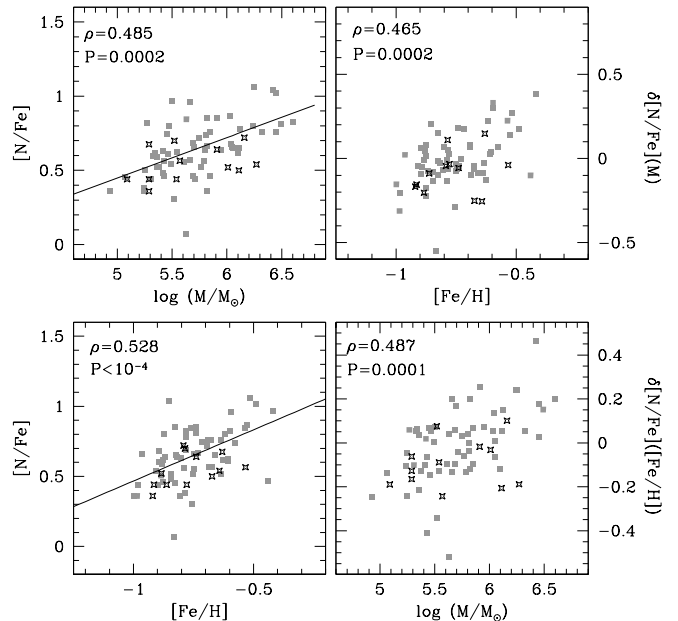 ρ=0.485
P=0.0002
[N/Fe]
1.5
1
0.5
0
5
5.5
6
6.5
log (M/M⊙)
ρ=0.465
P=0.0002
0.5
0
−0.5
δ[N/Fe](M)
−1
−0.5
[Fe/H]
ρ=0.528
P<10⁻⁴
[N/Fe]
1.5
1
0.5
0
−1
−0.5
[Fe/H]
ρ=0.487
P=0.0001
0.4
0.2
0
−0.2
−0.4
δ[N/Fe]([Fe/H])
5
5.5
6
6.5
log (M/M⊙)